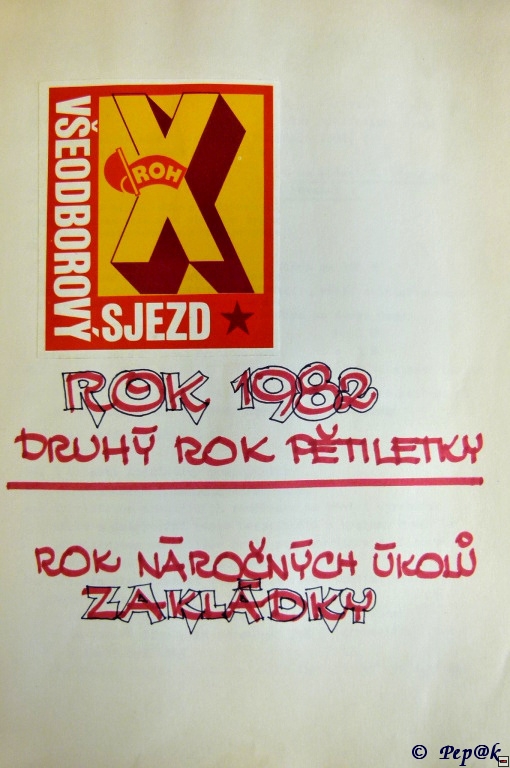 VŠEODBOROVÝ
SJEZD
X
ROH
ROK 1982
DRUHÝ ROK PĚTILETKY
ROK NÁROČNÝCH ÚKOLŮ
ZAKLÁDKY
© Pep@k